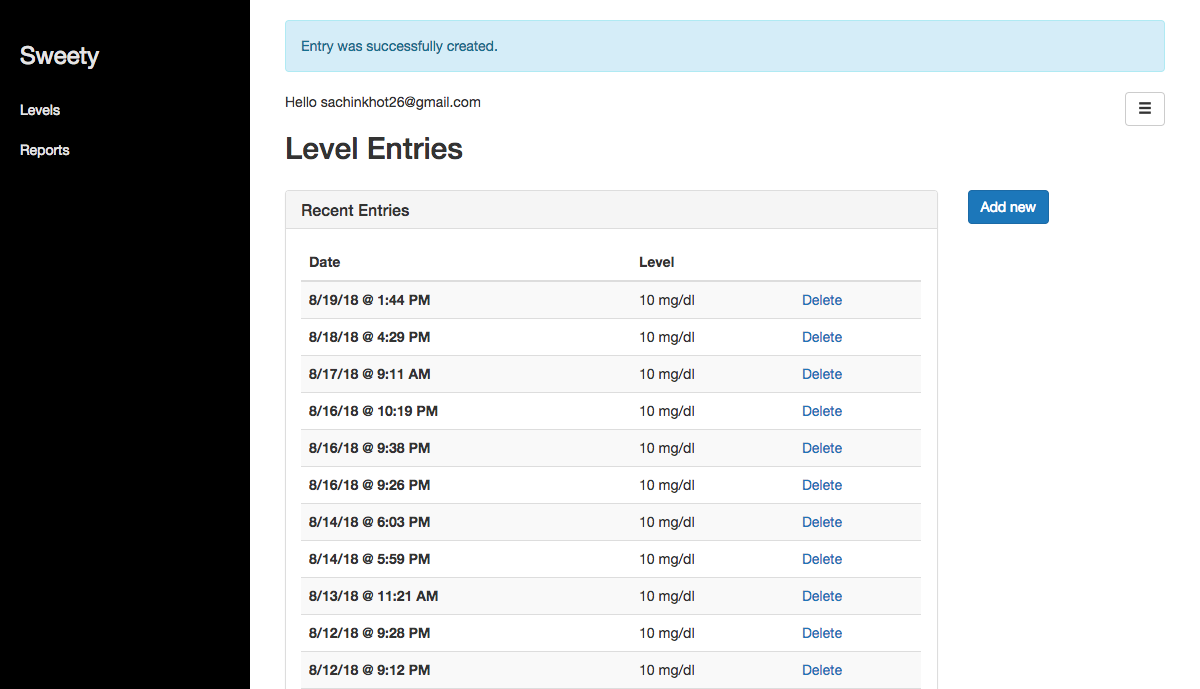 Sweety
Levels
Reports
Entry was successfully created.
Hello sachinkhot26@gmail.com
Level Entries
Recent Entries
Add new
Date Level
8/19/18 @ 1:44 PM 10 mg/dl Delete
8/18/18 @ 4:29 PM 10 mg/dl Delete
8/17/18 @ 9:11 AM 10 mg/dl Delete
8/16/18 @ 10:19 PM 10 mg/dl Delete
8/16/18 @ 9:38 PM 10 mg/dl Delete
8/16/18 @ 9:26 PM 10 mg/dl Delete
8/14/18 @ 6:03 PM 10 mg/dl Delete
8/14/18 @ 5:59 PM 10 mg/dl Delete
8/13/18 @ 11:21 AM 10 mg/dl Delete
8/12/18 @ 9:28 PM 10 mg/dl Delete
8/12/18 @ 9:12 PM 10 mg/dl Delete